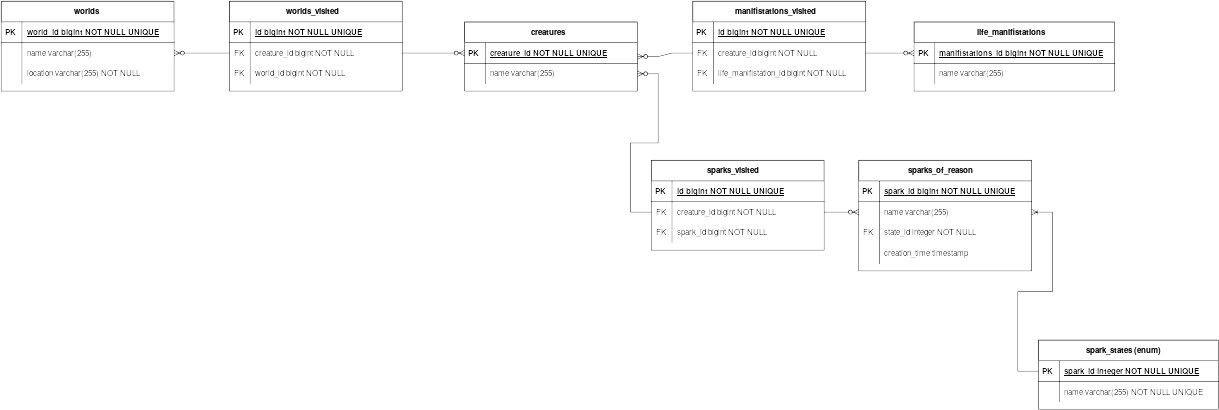 worlds
PK world_id bigint NOT NULL UNIQUE
name varchar(255)
location varchar(255) NOT NULL
worlds_visited
PK id bigint NOT NULL UNIQUE
FK creature_id bigint NOT NULL
FK world_id bigint NOT NULL
creatures
PK creature_id NOT NULL UNIQUE
name varchar(255)
manifistations_visited
PK id bigint NOT NULL UNIQUE
FK creature_id bigint NOT NULL
FK life_manifistation_id bigint NOT NULL
life_manifistations
PK manifistations_id bigint NOT NULL UNIQUE
name varchar(255)
sparks_visited
PK id bigint NOT NULL UNIQUE
FK creature_id bigint NOT NULL
FK spark_id bigint NOT NULL
sparks_of_reason
PK spark_id bigint NOT NULL UNIQUE
name varchar(255)
FK state_id integer NOT NULL
creation_time timestamp
spark_states (enum)
PK spark_id integer NOT NULL UNIQUE
name varchar(255) NOT NULL UNIQUE